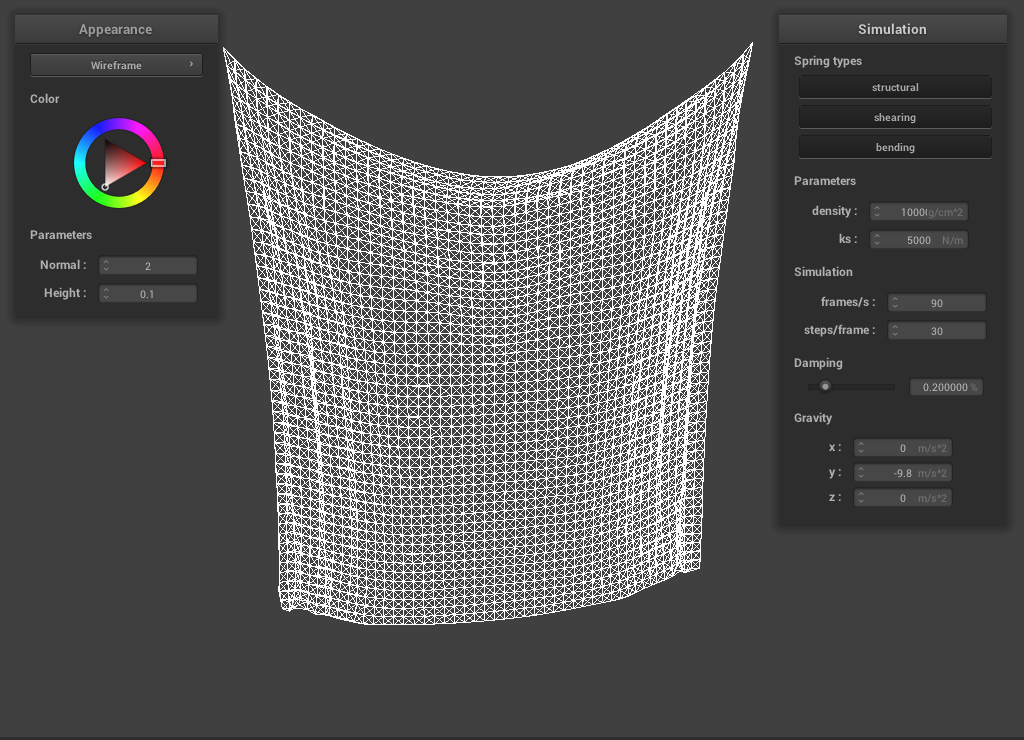 Appearance
Wireframe
Color
Parameters
Normal : 2
Height : 0.1
Simulation
Spring types
structural
shearing
bending
Parameters
density : 1000 g/cm^2
ks : 5000 N/m
Simulation
frames/s : 90
steps/frame : 30
Damping
0.200000 %
Gravity
x : 0 m/s^2
y : -9.8 m/s^2
z : 0 m/s^2